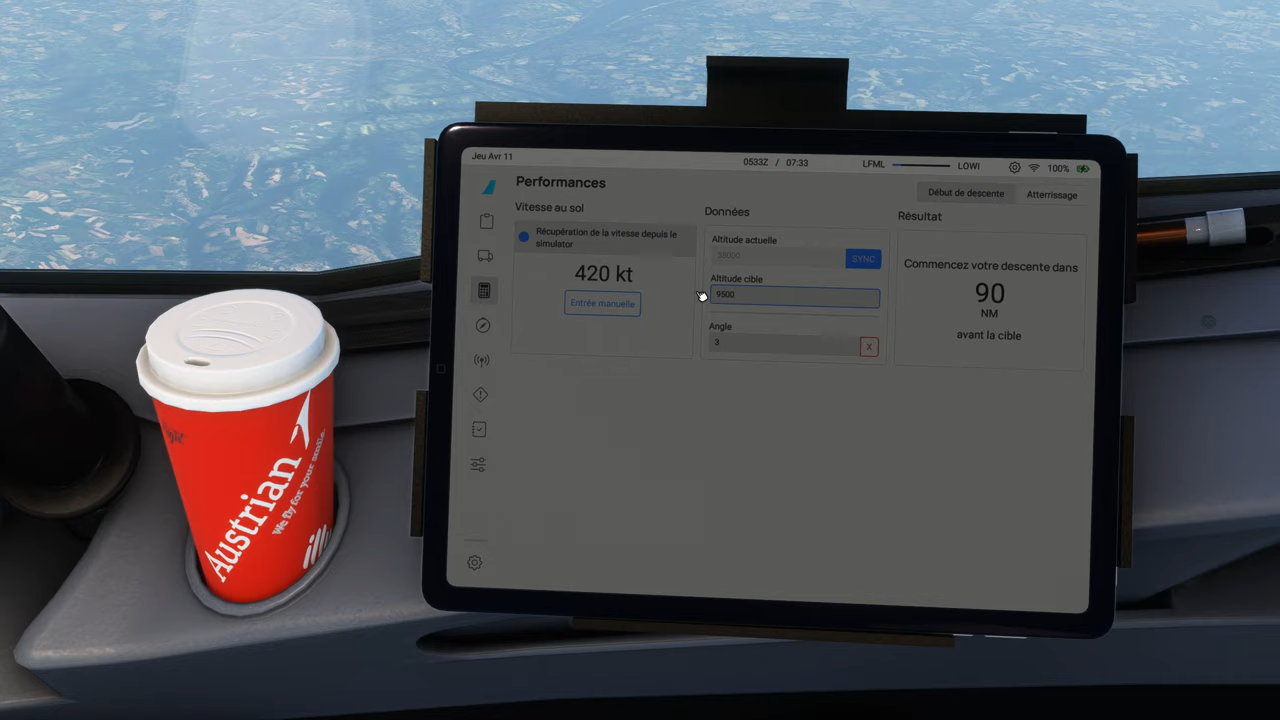 Jeu Avr 11
0533Z / 07:33
LFML
LOWI
100%
Performances
Début de descente
Atterrissage
Vitesse au sol
Récupération de la vitesse depuis le
simulator
420 kt
Entrée manuelle
Données
Altitude actuelle
38000
SYNC
Altitude cible
9500
Angle
3
X
Résultat
Commencez votre descente dans
90
NM
avant la cible
Austrian
We fly for your smile.